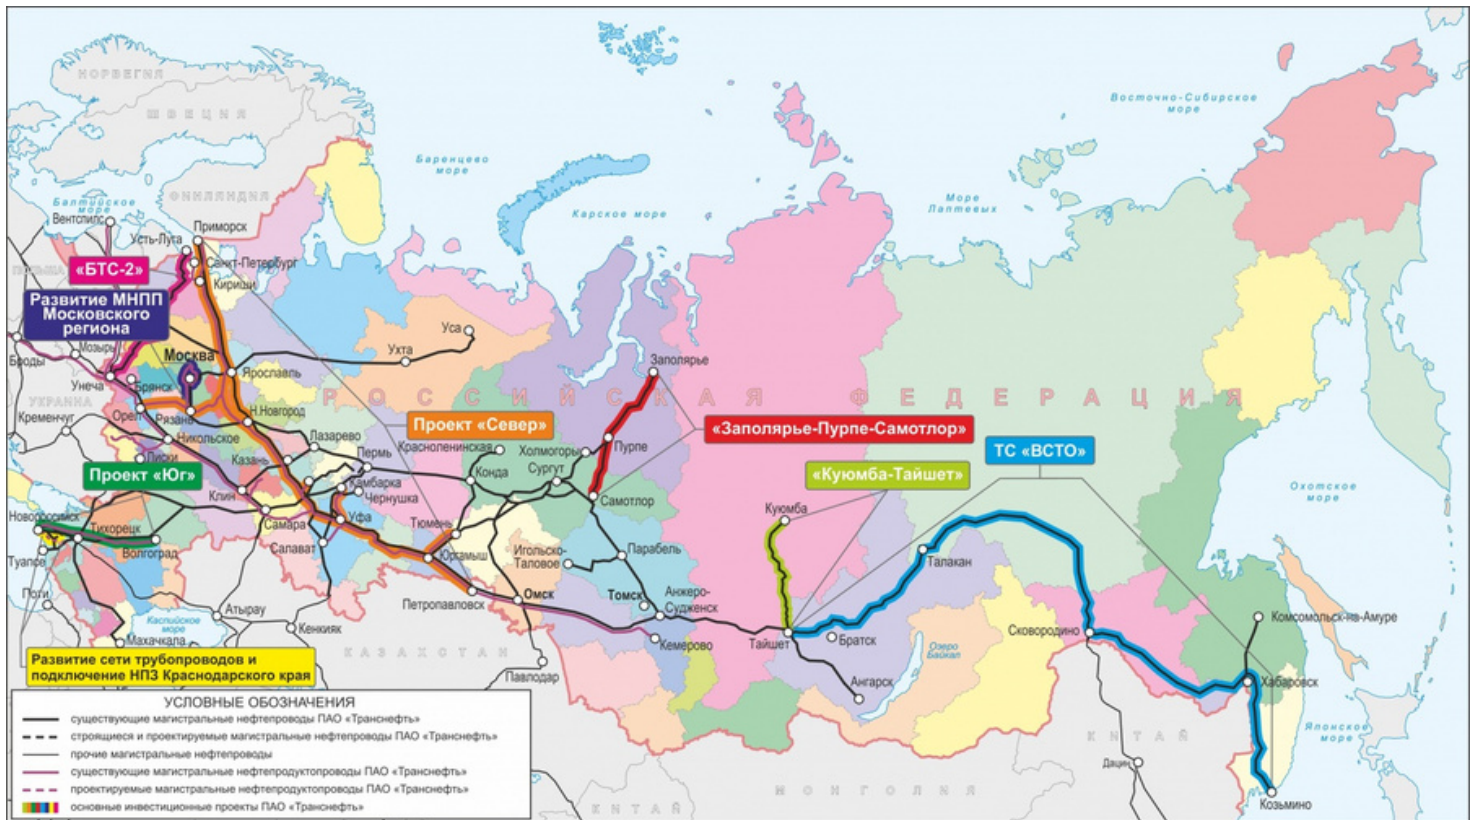 НОРВЕГИЯ
ШВЕЦИЯ
ФИНЛЯНДИЯ
Баренцево
море
Карское море
Море
Лаптевых
Восточно-Сибирское
море
Балтийское
море
Вентспилс
Приморск
Усть-Луга
Санкт-Петербург
Кириши
«БТС-2»
Развитие МНПП
Московского
региона
Броды
Мозырь
Москва
Унеча
Брянск
Ярославль
Ухта
Уса
УКРАИНА
Кременчуг
Орел
Рязань
Н.Новгород
Никольское
Лиски
Казань
Лазарево
Пермь
Проект «Север»
Красноленинская
Холмогоры
Сургут
Конда
Заполярье
Пурпе
Самотлор
«Заполярье-Пурпе-Самотлор»
РОССИЙСКАЯ ФЕДЕРАЦИЯ
ТС «ВСТО»
«Куюмба-Тайшет»
Куюмба
Проект «Юг»
Клин
Камбарка
Чернушка
Самара
Уфа
Салават
Тюмень
Юргамыш
Петропавловск
Игольско-
Таловое
Парабель
Омск
Томск
Анжеро-
Судженск
Кемерово
Новороссийск
Тихорецк
Волгоград
Туапсе
Поти
Каспийское
море
Махачкала
Атырау
Кенкияк
КАЗАХСТАН
Павлодар
Тайшет
Братск
Ангарск
Озеро
Байкал
Талакан
Сковородино
Охотское
море
Комсомольск-на-Амуре
Хабаровск
Японское
море
Козьмино
Дацин
КИТАЙ
МОНГОЛИЯ
КИТАЙ
Развитие сети трубопроводов и
подключение НПЗ Краснодарского края
УСЛОВНЫЕ ОБОЗНАЧЕНИЯ
существующие магистральные нефтепроводы ПАО «Транснефть»
строящиеся и проектируемые магистральные нефтепроводы ПАО «Транснефть»
прочие магистральные нефтепроводы
существующие магистральные нефтепродуктопроводы ПАО «Транснефть»
проектируемые магистральные нефтепродуктопроводы ПАО «Транснефть»
основные инвестиционные проекты ПАО «Транснефть»